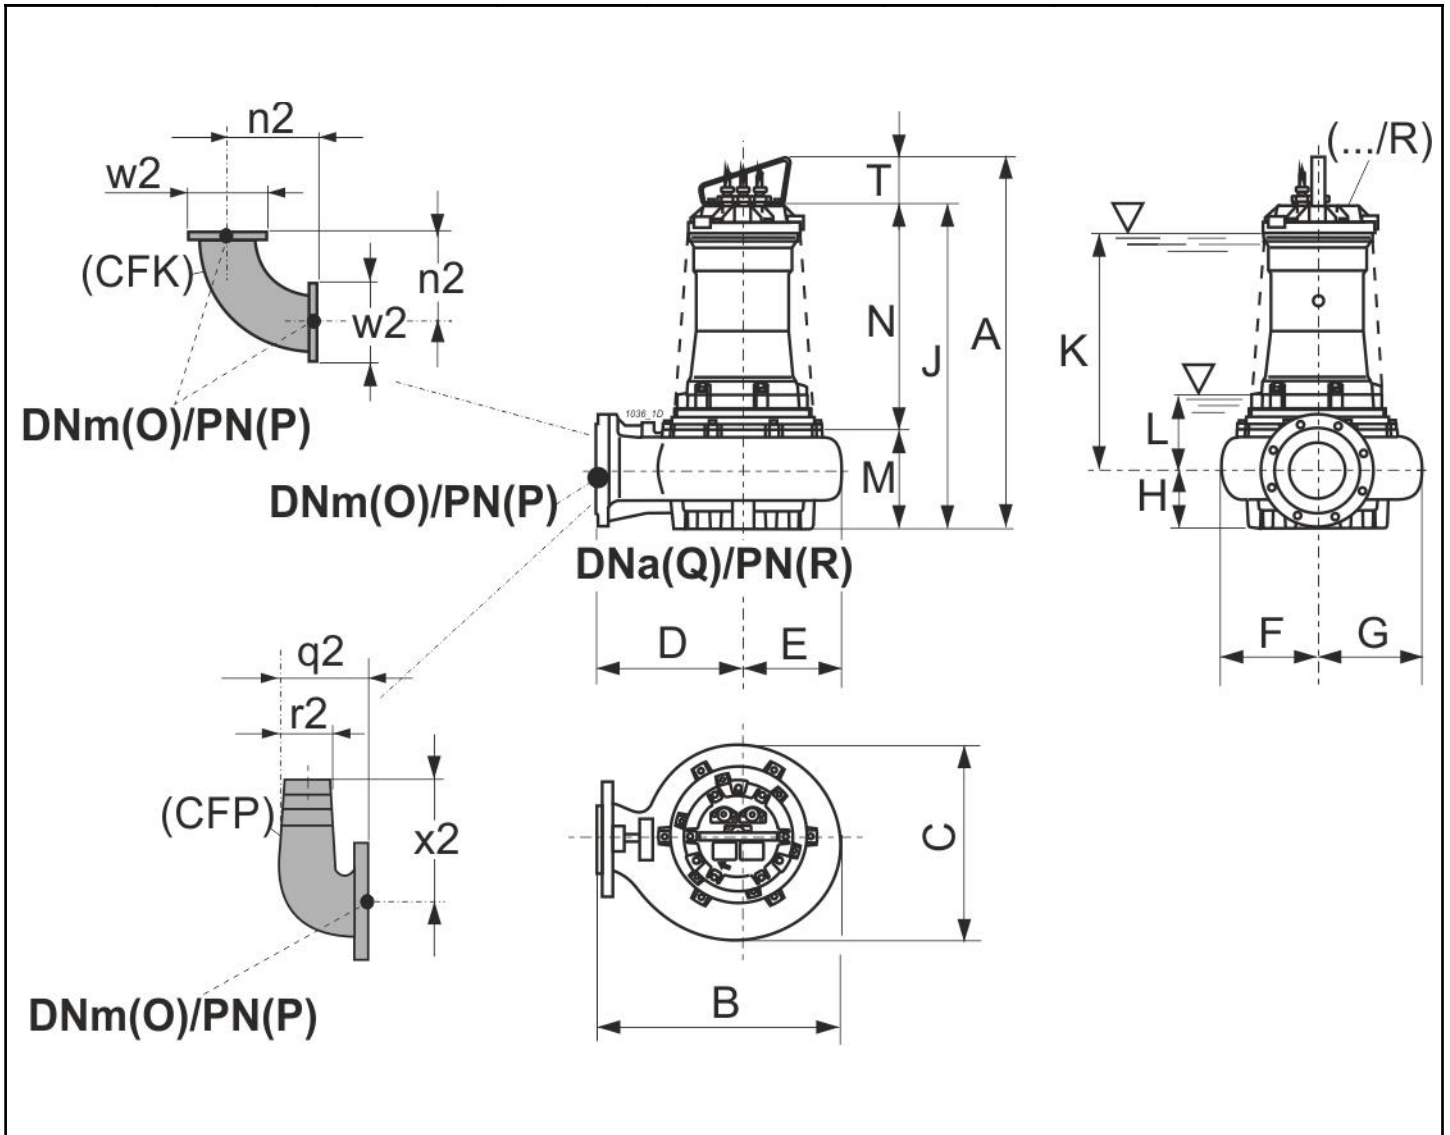 n2
w2
(CFK)
n2
w2
DNm(O)/PN(P)
T
N
J
A
M
1036_1D
DNm(O)/PN(P)
DNa(Q)/PN(R)
D
E
(.../R)
K
L
H
F
G
q2
r2
(CFP)
x2
DNm(O)/PN(P)
C
B